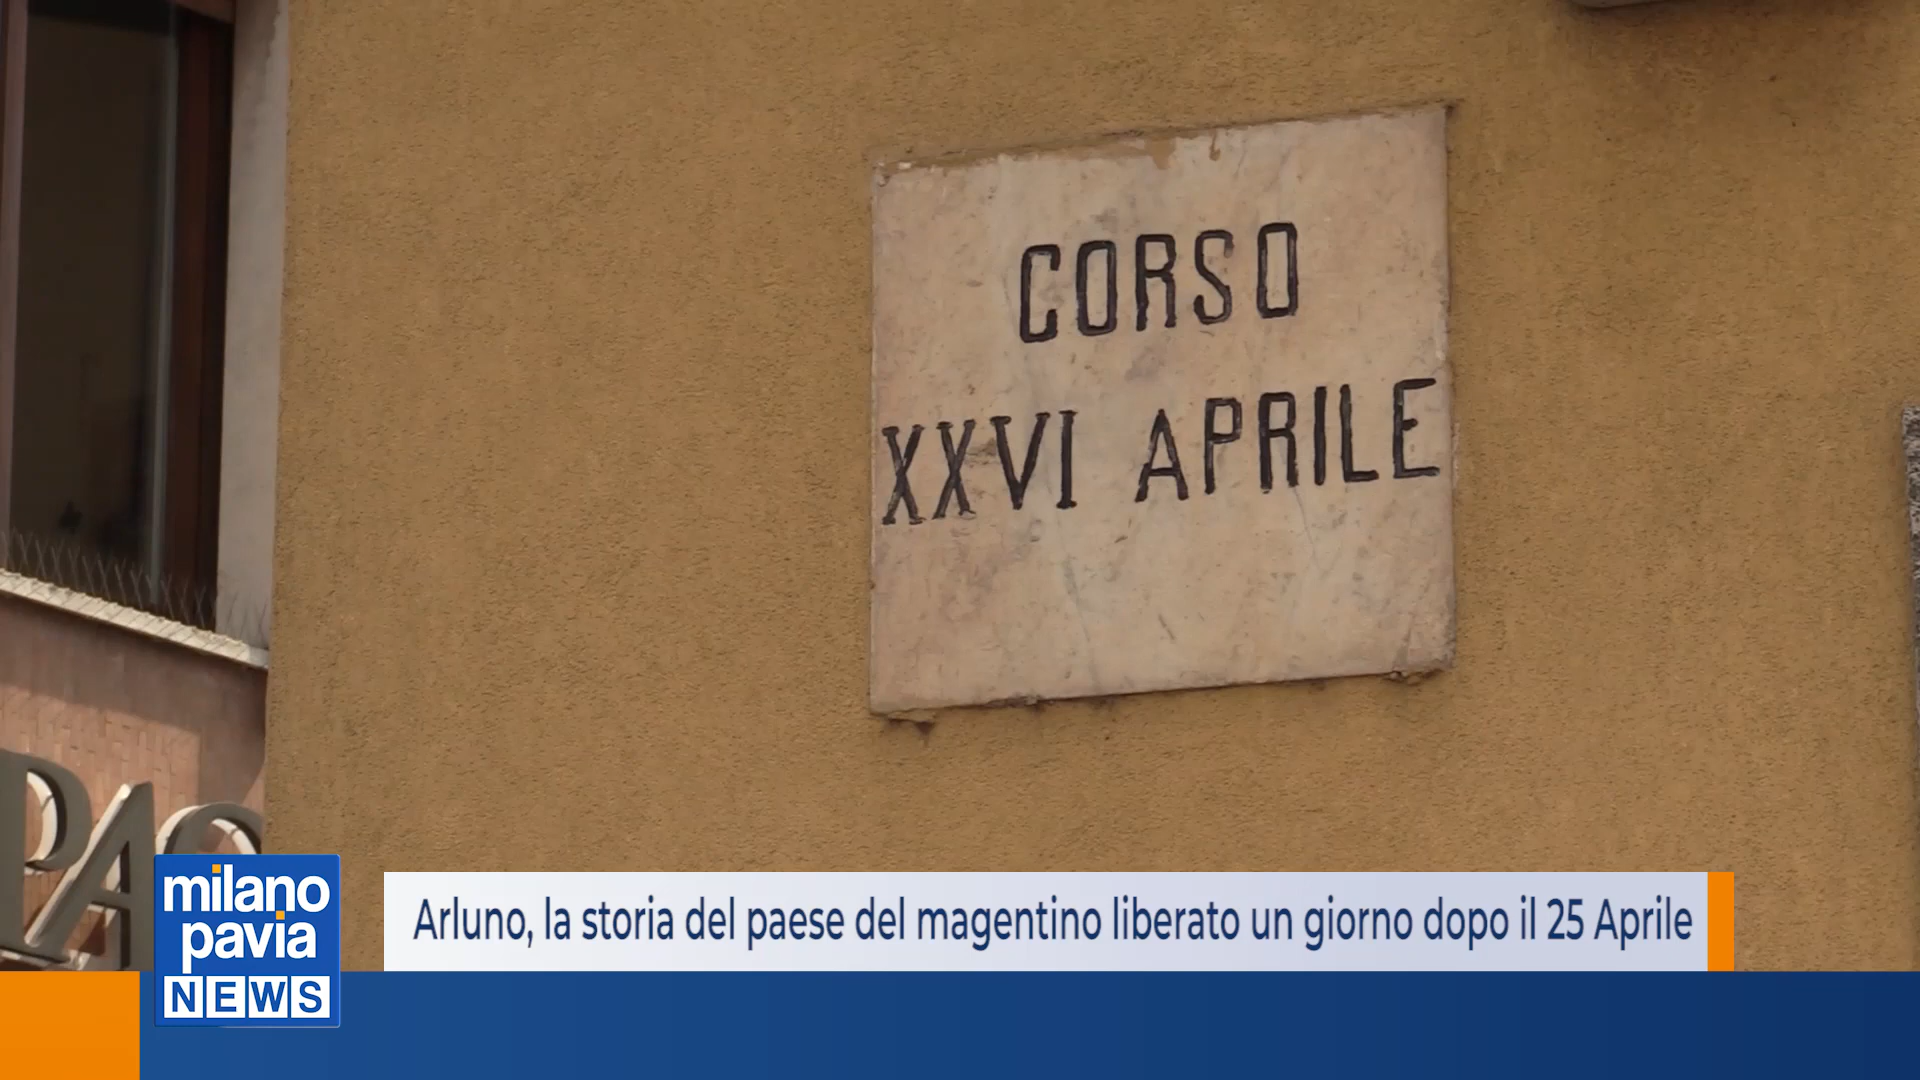 CORSO
XXVI APRILE
PAC
milano
pavia
NEWS
Arluno, la storia del paese del magentino liberato un giorno dopo il 25 Aprile